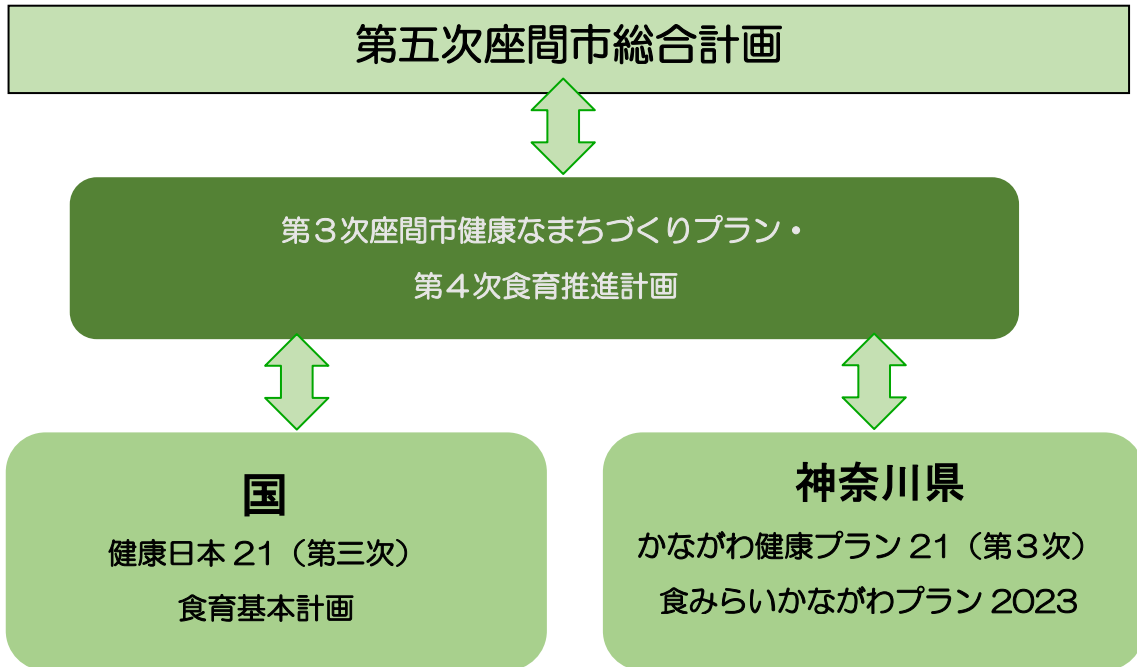 第五次座間市総合計画
第３次座間市健康なまちづくりプラン・
第４次食育推進計画
国
健康日本 21（第三次）
食育基本計画
神奈川県
かながわ健康プラン 21（第３次）
食みらいかながわプラン 2023